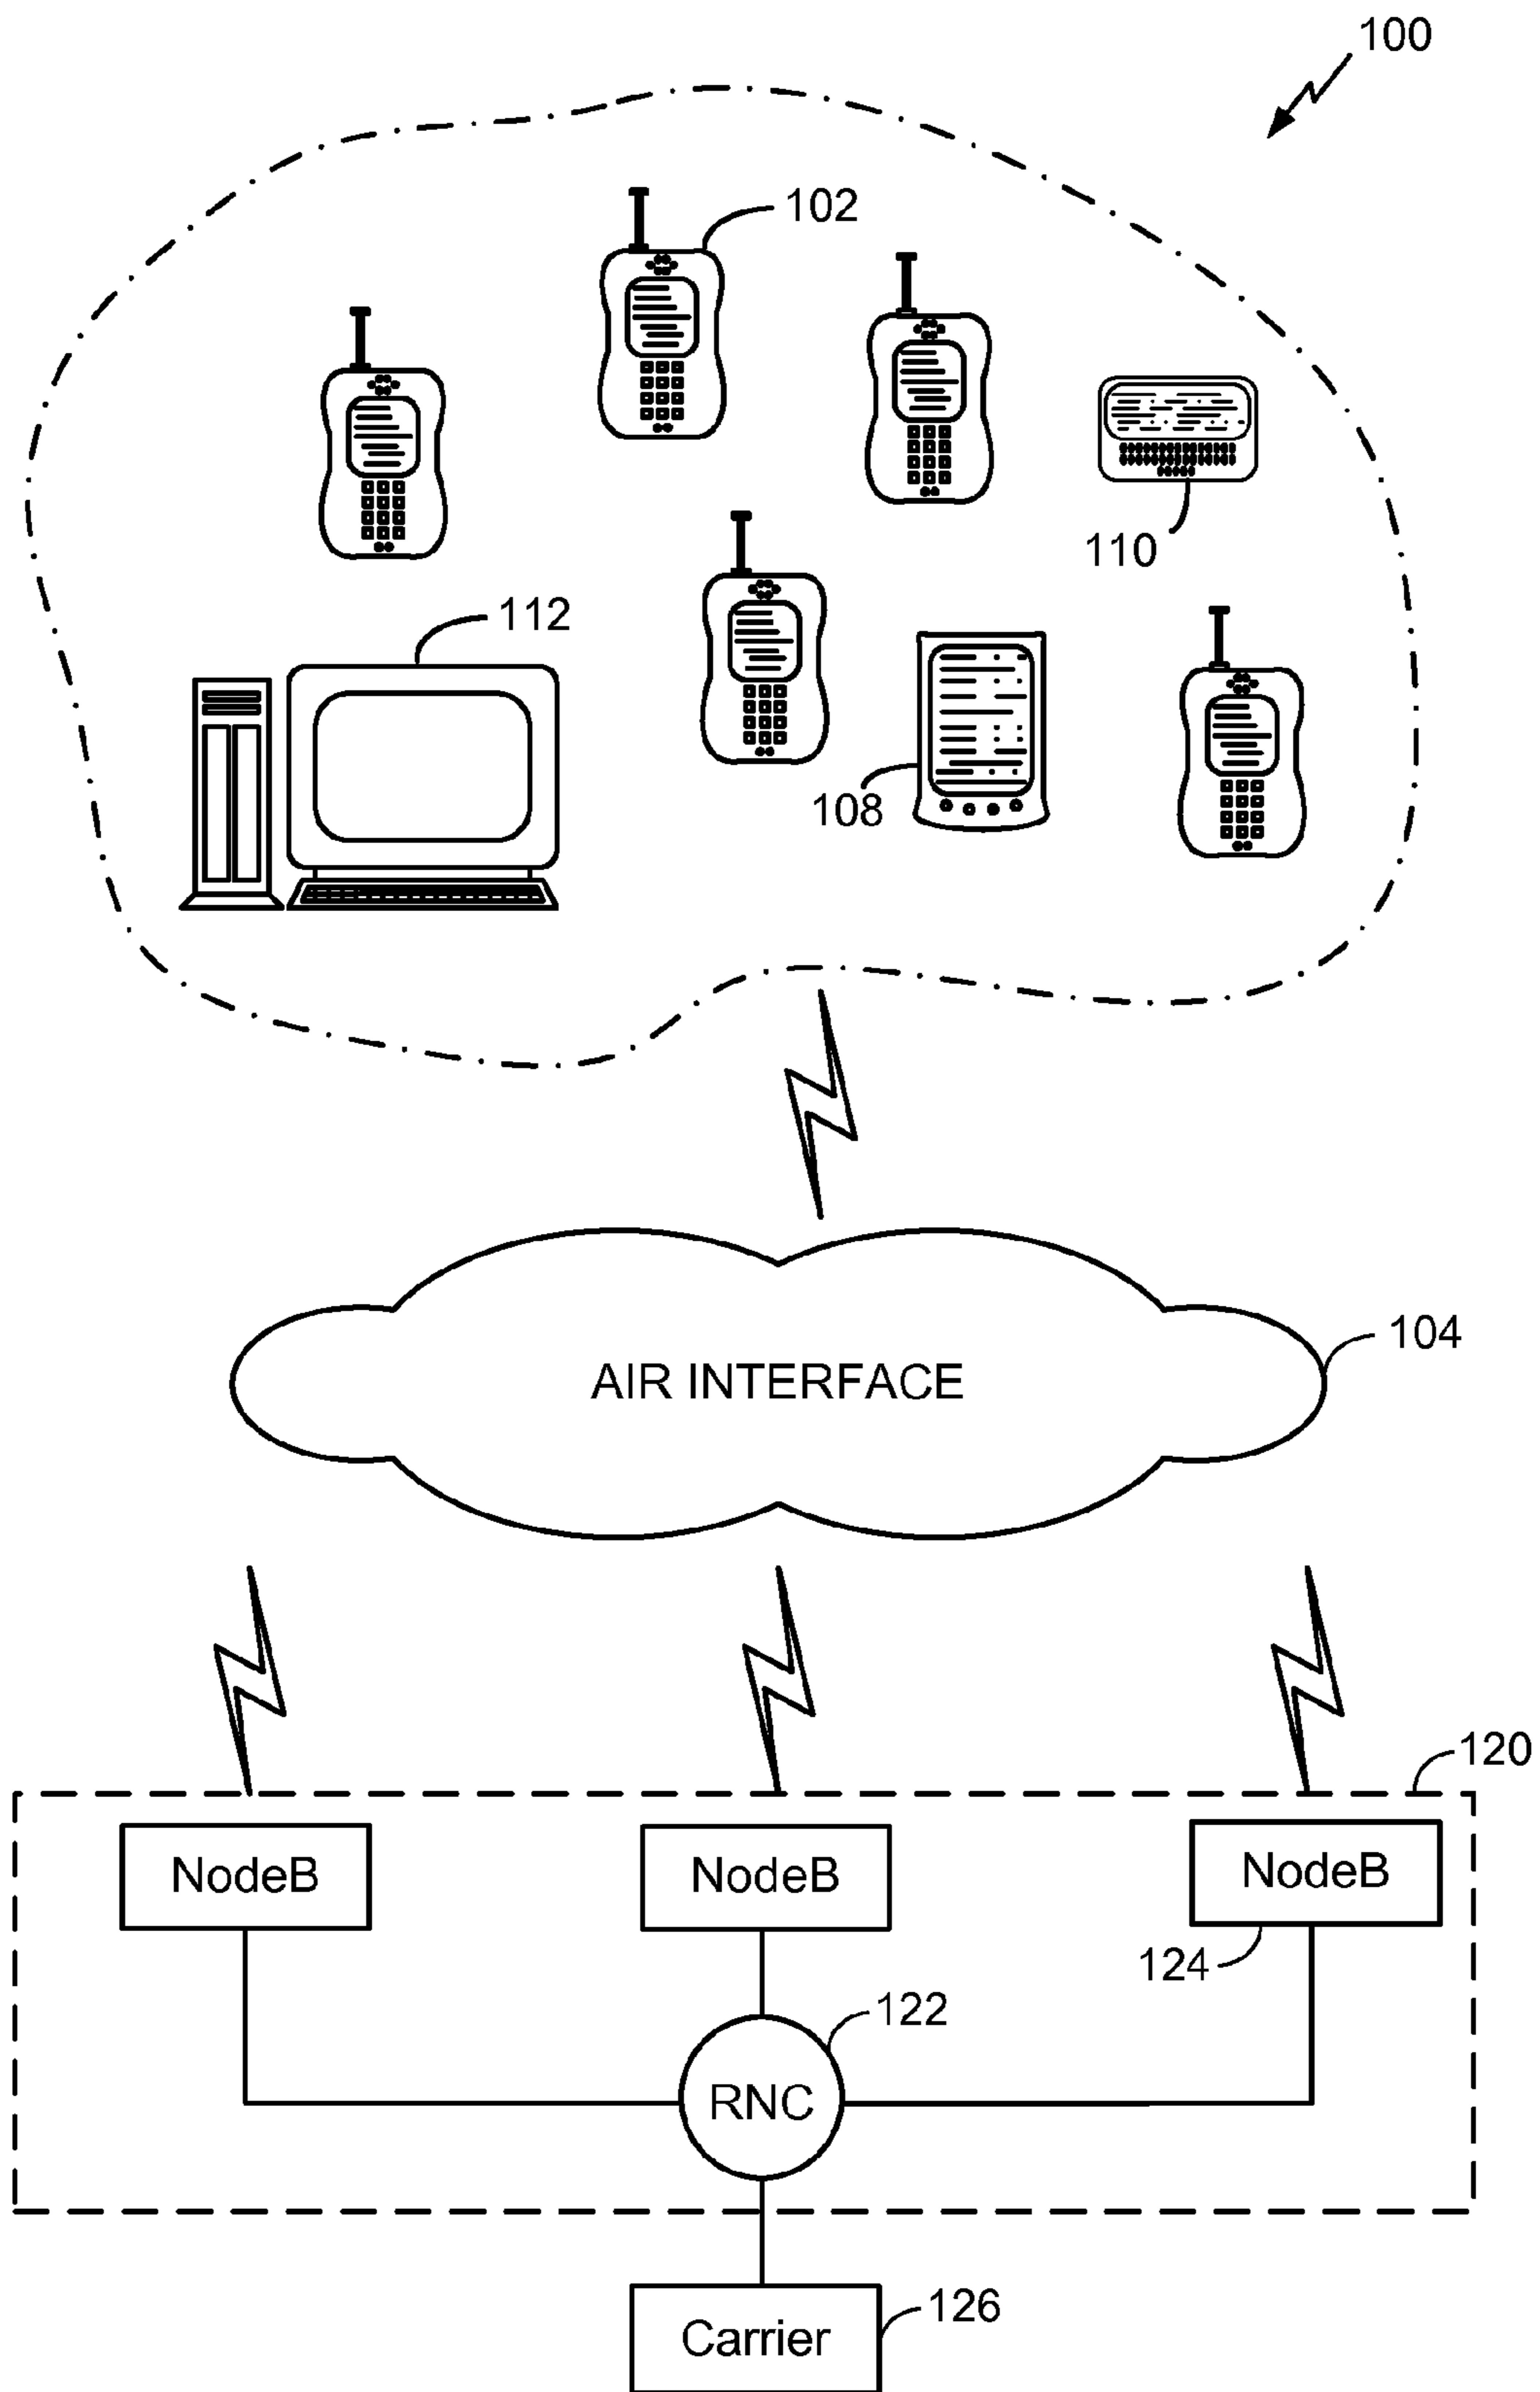 100
102
110
112
108
104
AIR INTERFACE
120
NodeB
NodeB
NodeB
124
122
RNC
126
Carrier